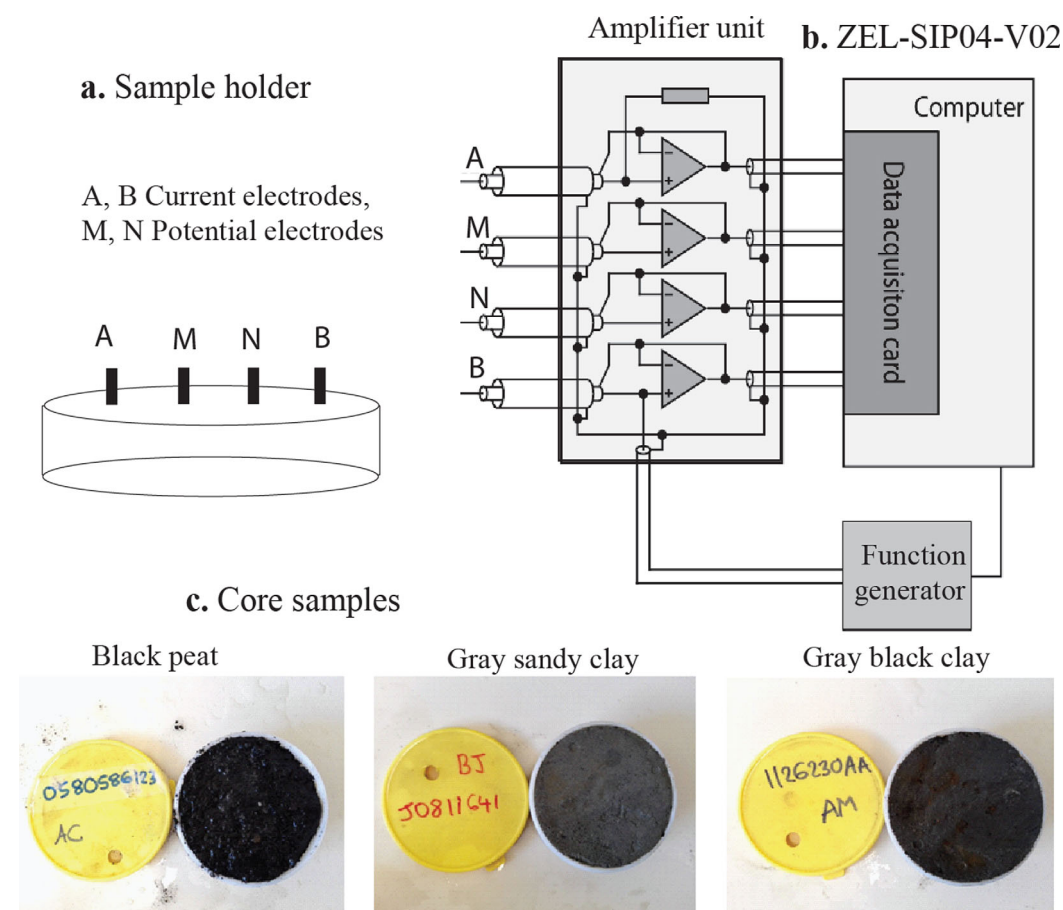 Amplifier unit
b. ZEL-SIP04-V02
a. Sample holder
Computer
A, B Current electrodes,
M, N Potential electrodes
A
M
N
B
Data acquisiton card
A M N B
Function
generator
c. Core samples
Black peat
Gray sandy clay
Gray black clay
0580586123
AC
BJ
J0811641
1126230AA
AM